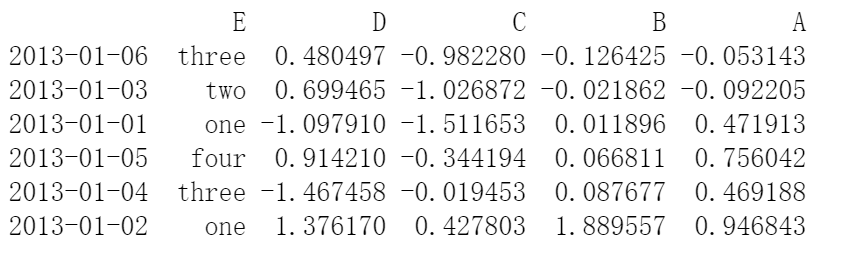 E D C B A
2013-01-06 three 0.480497 -0.982280 -0.126425 -0.053143
2013-01-03 two 0.699465 -1.026872 -0.021862 -0.092205
2013-01-01 one -1.097910 -1.511653 0.011896 0.471913
2013-01-05 four 0.914210 -0.344194 0.066811 0.756042
2013-01-04 three -1.467458 -0.019453 0.087677 0.469188
2013-01-02 one 1.376170 0.427803 1.889557 0.946843